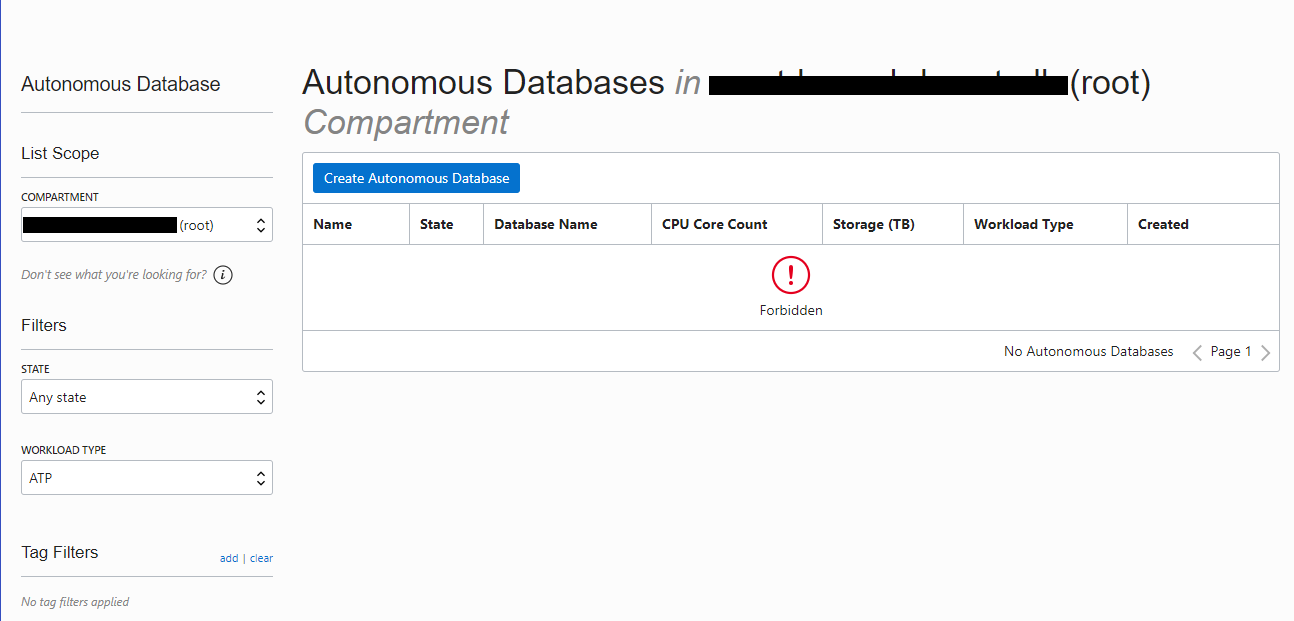 Autonomous Database
List Scope
COMPARTMENT
(root)
Don't see what you're looking for?
Filters
STATE
Any state
WORKLOAD TYPE
ATP
Tag Filters
add | clear
No tag filters applied
Autonomous Databases in (root)
Compartment
Create Autonomous Database
Name State Database Name CPU Core Count Storage (TB) Workload Type Created
Forbidden
No Autonomous Databases Page 1